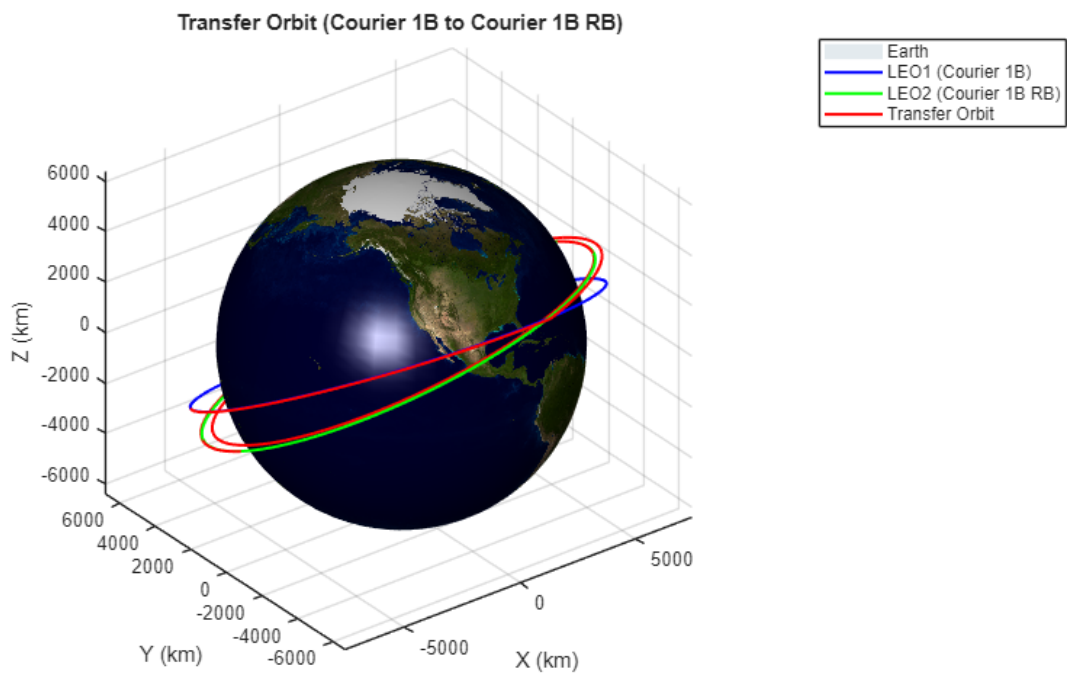 Transfer Orbit (Courier 1B to Courier 1B RB)
Earth
LEO1 (Courier 1B)
LEO2 (Courier 1B RB)
Transfer Orbit
6000
4000
2000
0
-2000
-4000
-6000
Z (km)
6000
4000
2000
0
-2000
-4000
-6000
Y (km)
-5000
0
5000
X (km)